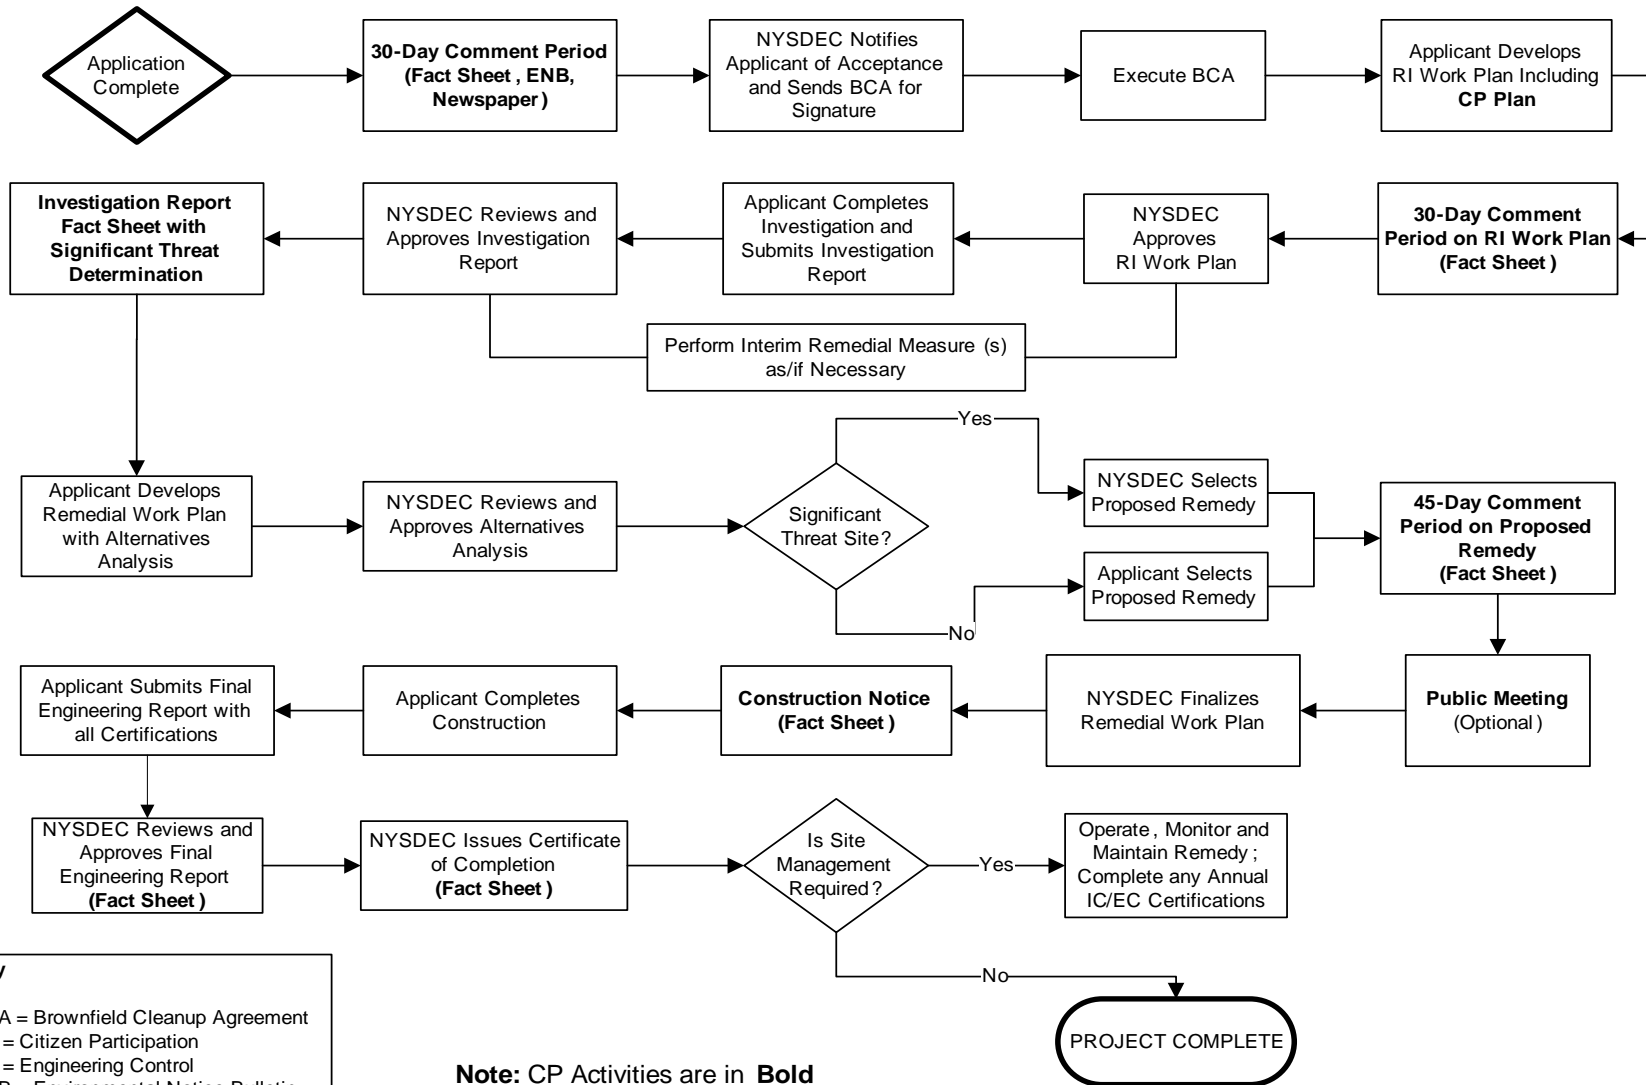 Application
Complete
30-Day Comment Period
(Fact Sheet, ENB,
Newspaper)
NYSDEC Notifies
Applicant of Acceptance
and Sends BCA for
Signature
Execute BCA
Applicant Develops
RI Work Plan Including
CP Plan
30-Day Comment
Period on RI Work Plan
(Fact Sheet)
NYSDEC
Approves
RI Work Plan
Applicant Completes
Investigation and
Submits Investigation
Report
NYSDEC Reviews and
Approves Investigation
Report
Investigation Report
Fact Sheet with
Significant Threat
Determination
Perform Interim Remedial Measure (s)
as/if Necessary
Applicant Develops
Remedial Work Plan
with Alternatives
Analysis
NYSDEC Reviews and
Approves Alternatives
Analysis
Significant
Threat Site?
Yes
No
NYSDEC Selects
Proposed Remedy
Applicant Selects
Proposed Remedy
45-Day Comment
Period on Proposed
Remedy
(Fact Sheet)
Public Meeting
(Optional)
NYSDEC Finalizes
Remedial Work Plan
Construction Notice
(Fact Sheet)
Applicant Completes
Construction
Applicant Submits Final
Engineering Report with
all Certifications
NYSDEC Reviews and
Approves Final
Engineering Report
(Fact Sheet)
NYSDEC Issues Certificate
of Completion
(Fact Sheet)
Is Site
Management
Required?
Yes
Operate, Monitor and
Maintain Remedy;
Complete any Annual
IC/EC Certifications
No
PROJECT COMPLETE
y
A = Brownfield Cleanup Agreement
= Citizen Participation
= Engineering Control
Note: CP Activities are in Bold